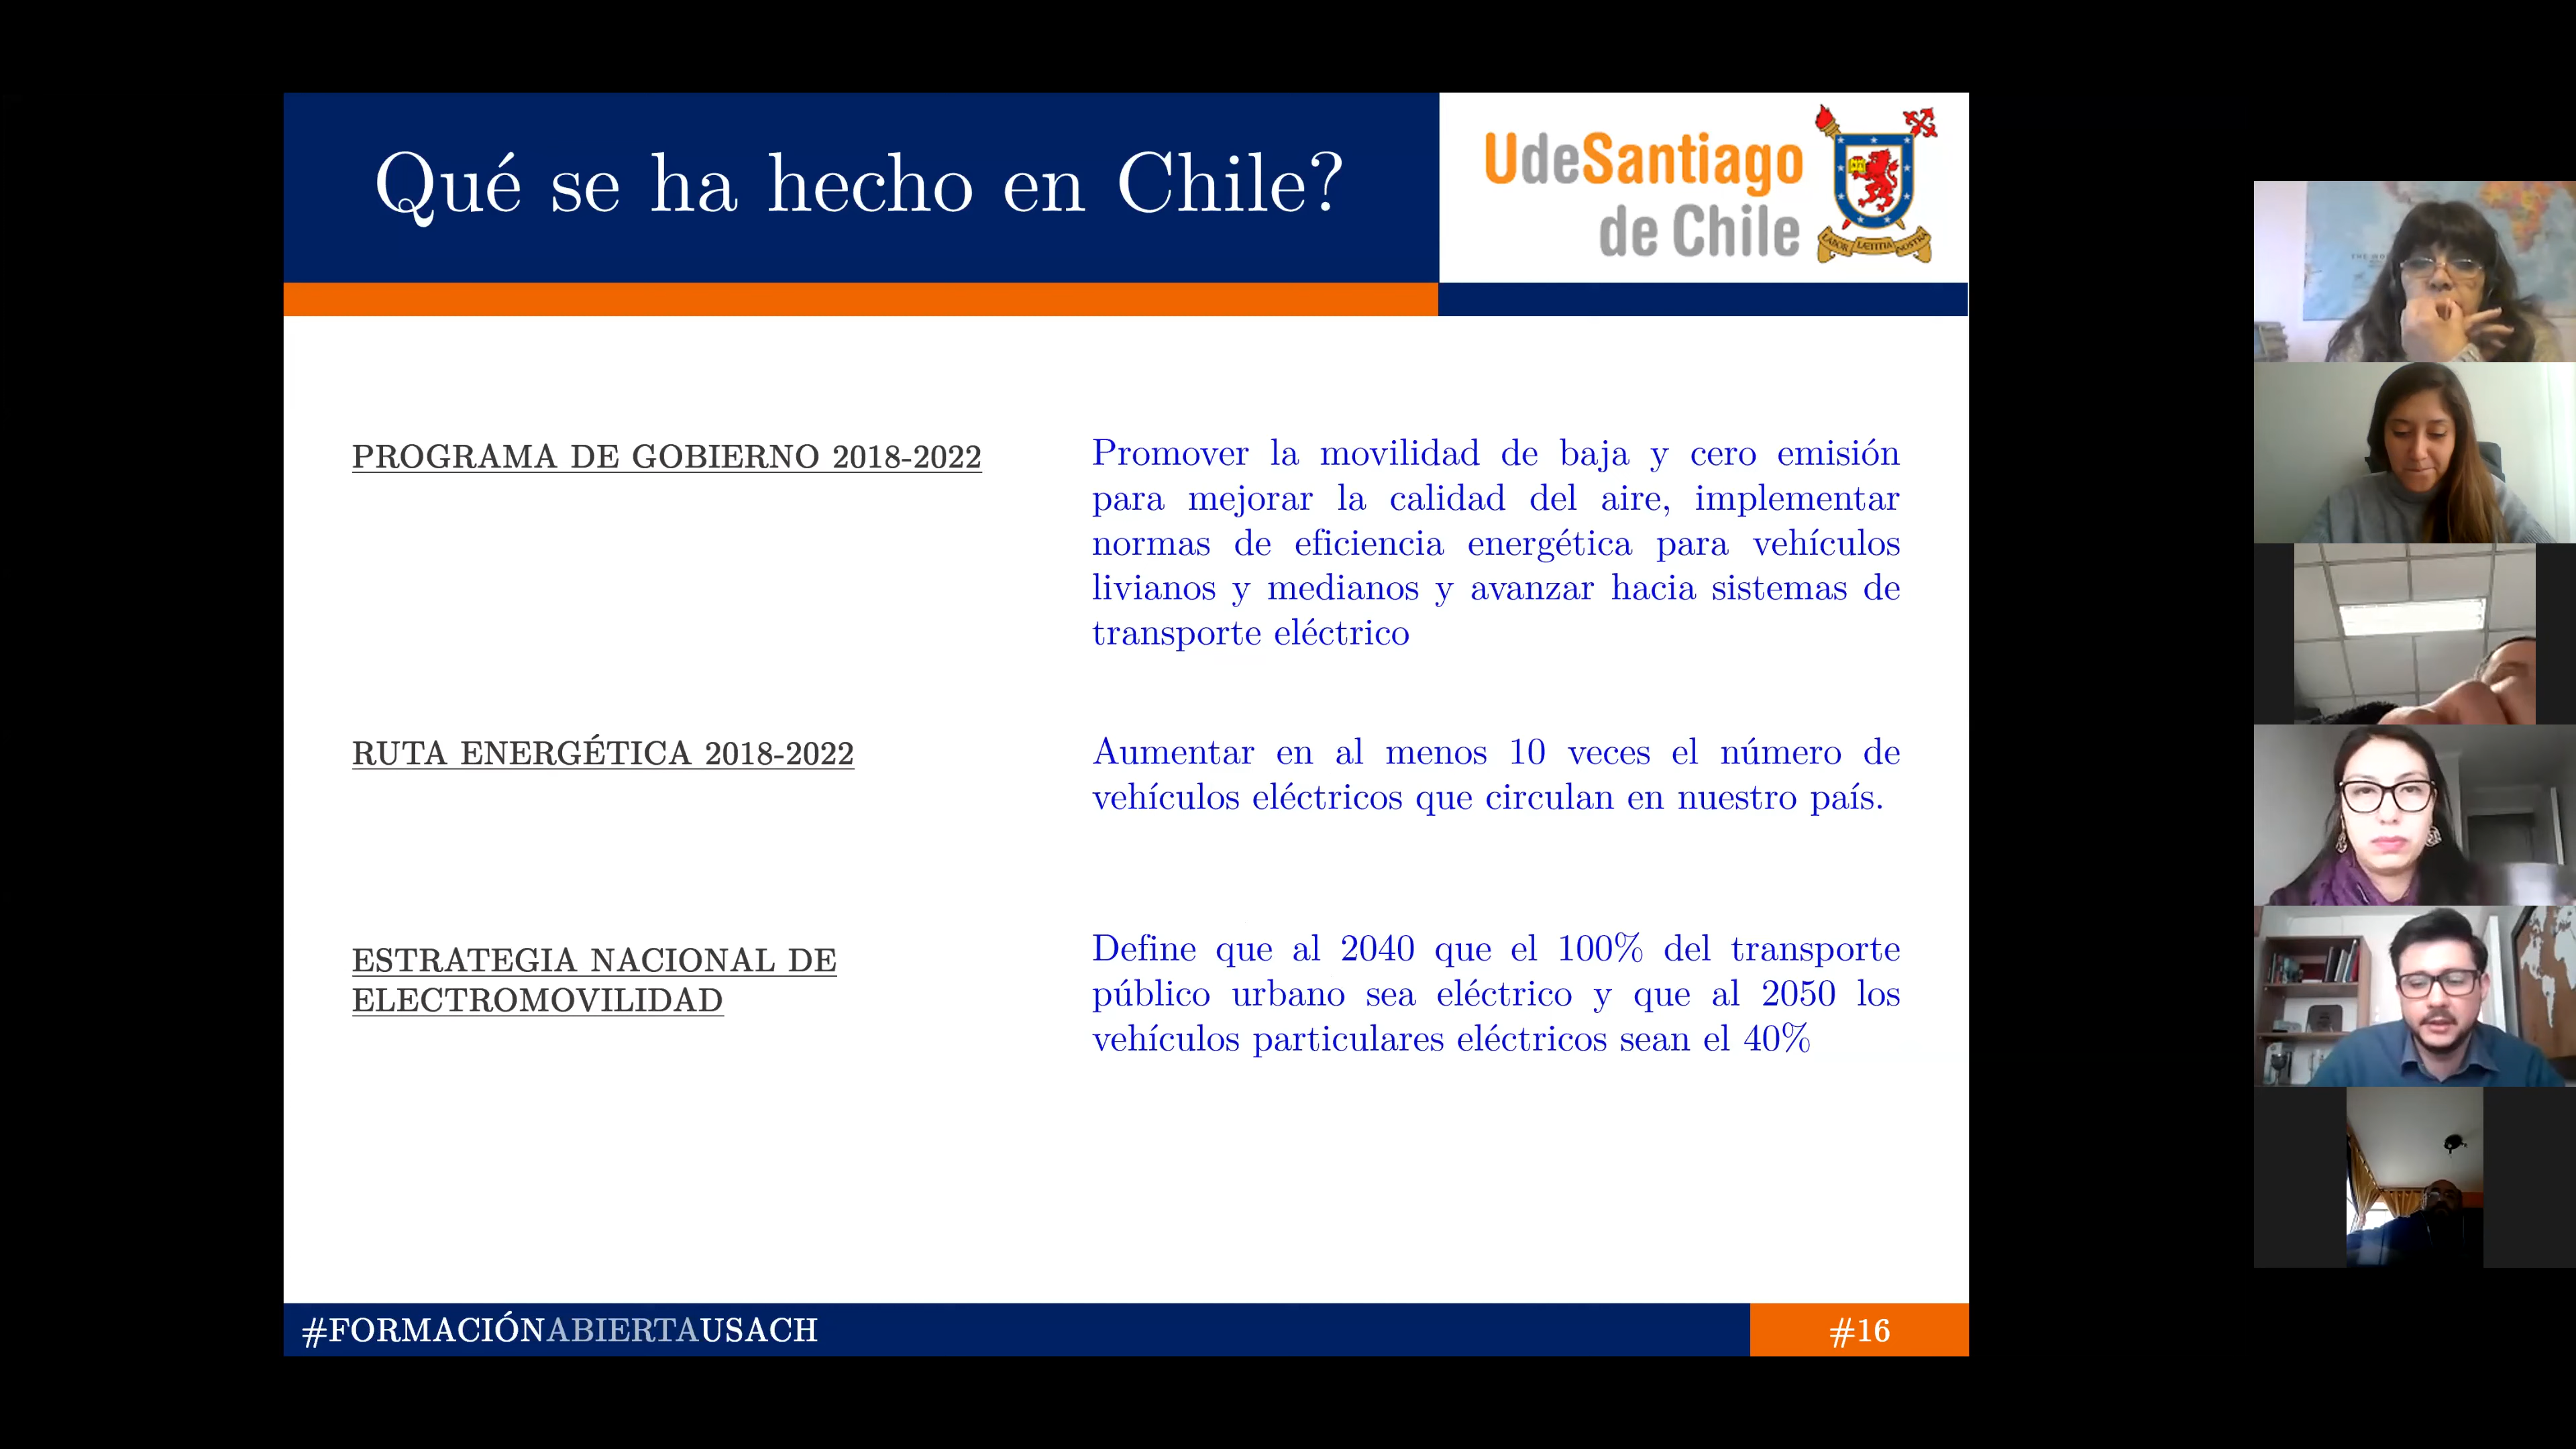 Qué se ha hecho en Chile?
UdeSantiago
de Chile
LABOR LÆTITIA NOSTRA
PROGRAMA DE GOBIERNO 2018-2022
Promover la movilidad de baja y cero emisión
para mejorar la calidad del aire, implementar
normas de eficiencia energética para vehículos
livianos y medianos y avanzar hacia sistemas de
transporte eléctrico
RUTA ENERGÉTICA 2018-2022
Aumentar en al menos 10 veces el número de
vehículos eléctricos que circulan en nuestro país.
ESTRATEGIA NACIONAL DE
ELECTROMOVILIDAD
Define que al 2040 que el 100% del transporte
público urbano sea eléctrico y que al 2050 los
vehículos particulares eléctricos sean el 40%
#FORMACIÓNABIERTAUSACH
#16